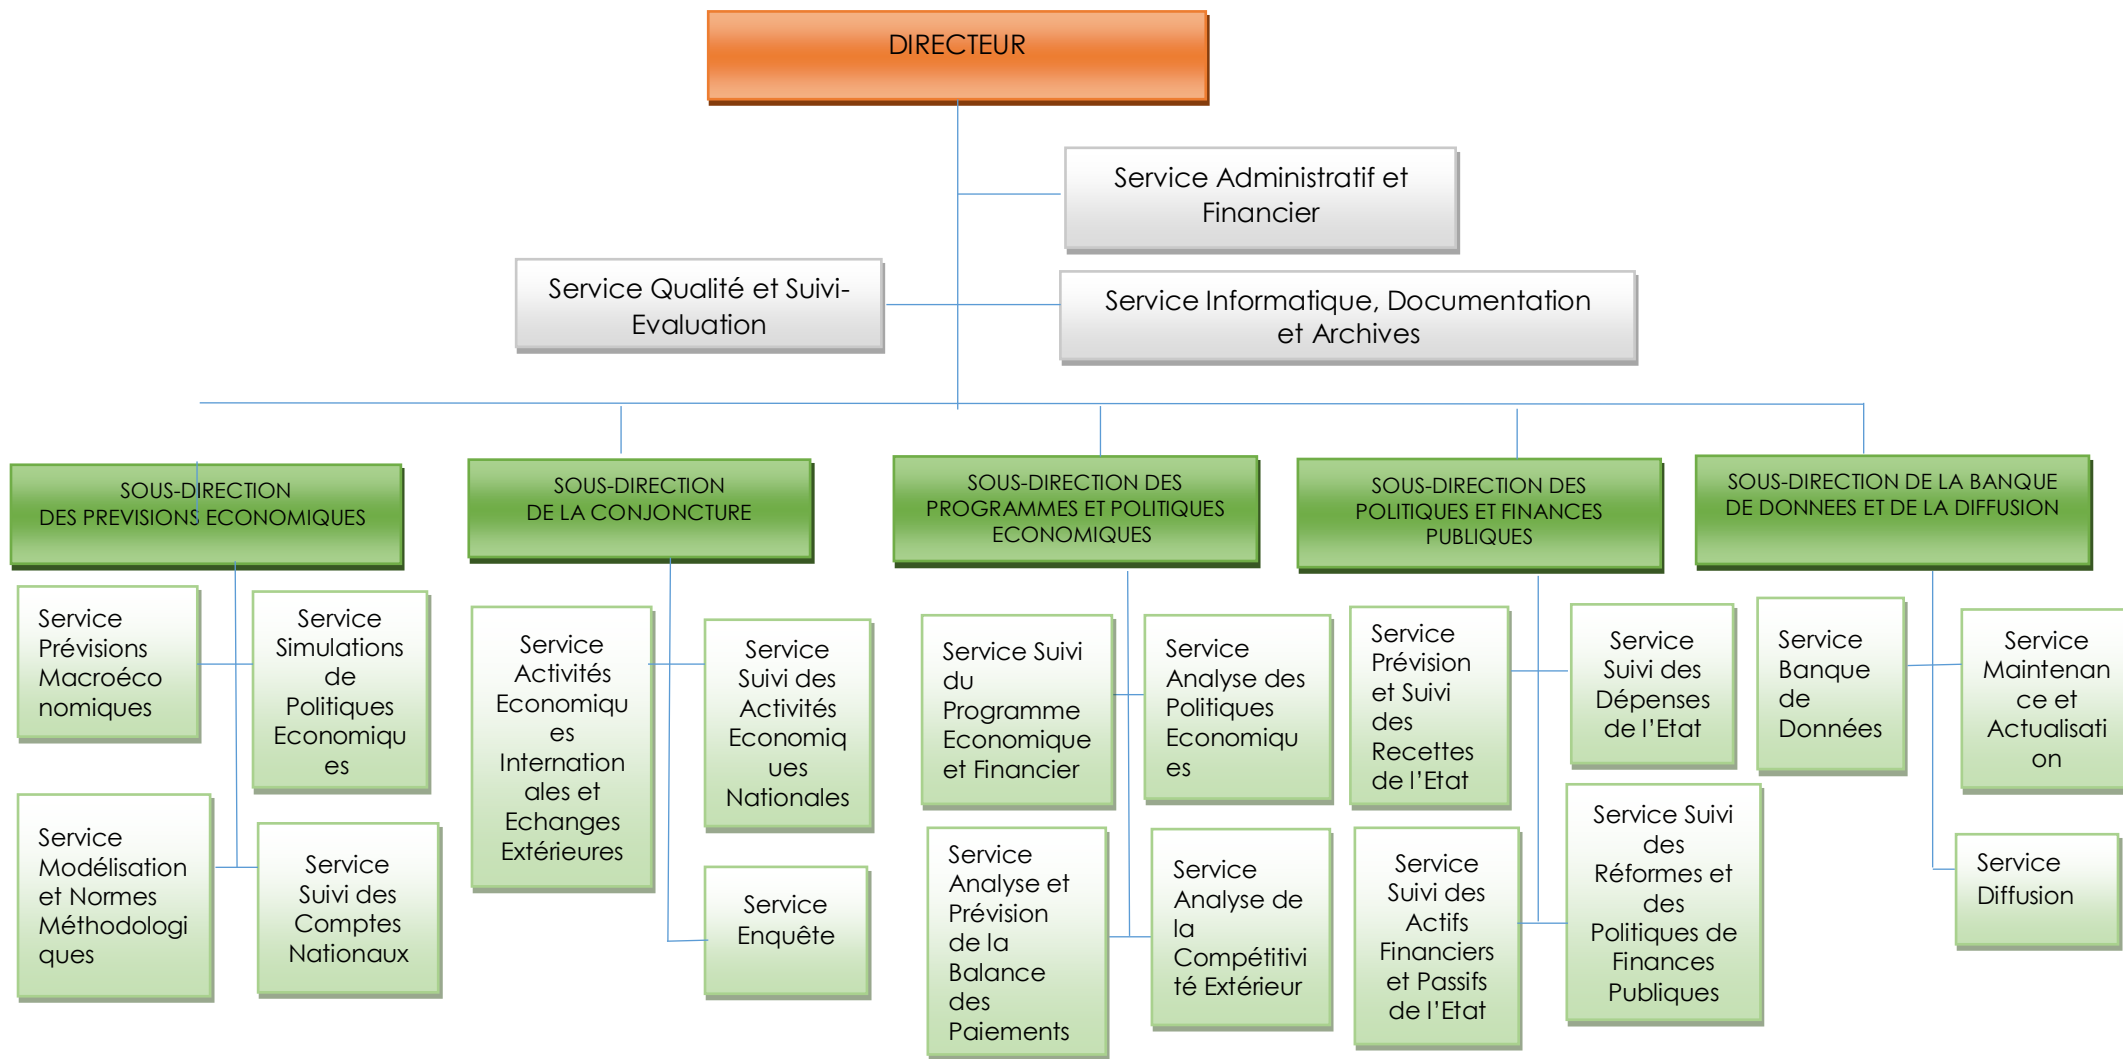 DIRECTEUR
Service Administratif et
Financier
Service Qualité et Suivi-
Evaluation
Service Informatique, Documentation
et Archives
SOUS-DIRECTION
DES PREVISIONS ECONOMIQUES
SOUS-DIRECTION
DE LA CONJONCTURE
SOUS-DIRECTION DES
PROGRAMMES ET POLITIQUES
ECONOMIQUES
SOUS-DIRECTION DES
POLITIQUES ET FINANCES
PUBLIQUES
SOUS-DIRECTION DE LA BANQUE
DE DONNEES ET DE LA DIFFUSION
Service
Prévisions
Macroéco
nomiques
Service
Simulations
de
Politiques
Economiqu
es
Service
Activités
Economiqu
es
Internation
ales et
Echanges
Extérieures
Service
Suivi des
Activités
Economiq
ues
Nationales
Service Suivi
du
Programme
Economique
et Financier
Service
Analyse des
Politiques
Economiqu
es
Service
Prévision
et Suivi
des
Recettes
de l'Etat
Service
Suivi des
Dépenses
de l'Etat
Service
Banque
de
Données
Service
Maintenan
ce et
Actualisati
on
Service
Modélisation
et Normes
Méthodologi
ques
Service
Suivi des
Comptes
Nationaux
Service
Enquête
Service
Analyse et
Prévision
de la
Balance
des
Paiements
Service
Analyse de
la
Compétitivi
té Extérieur
Service
Suivi des
Actifs
Financiers
et Passifs
de l'Etat
Service Suivi
des
Réformes et
des
Politiques de
Finances
Publiques
Service
Diffusion